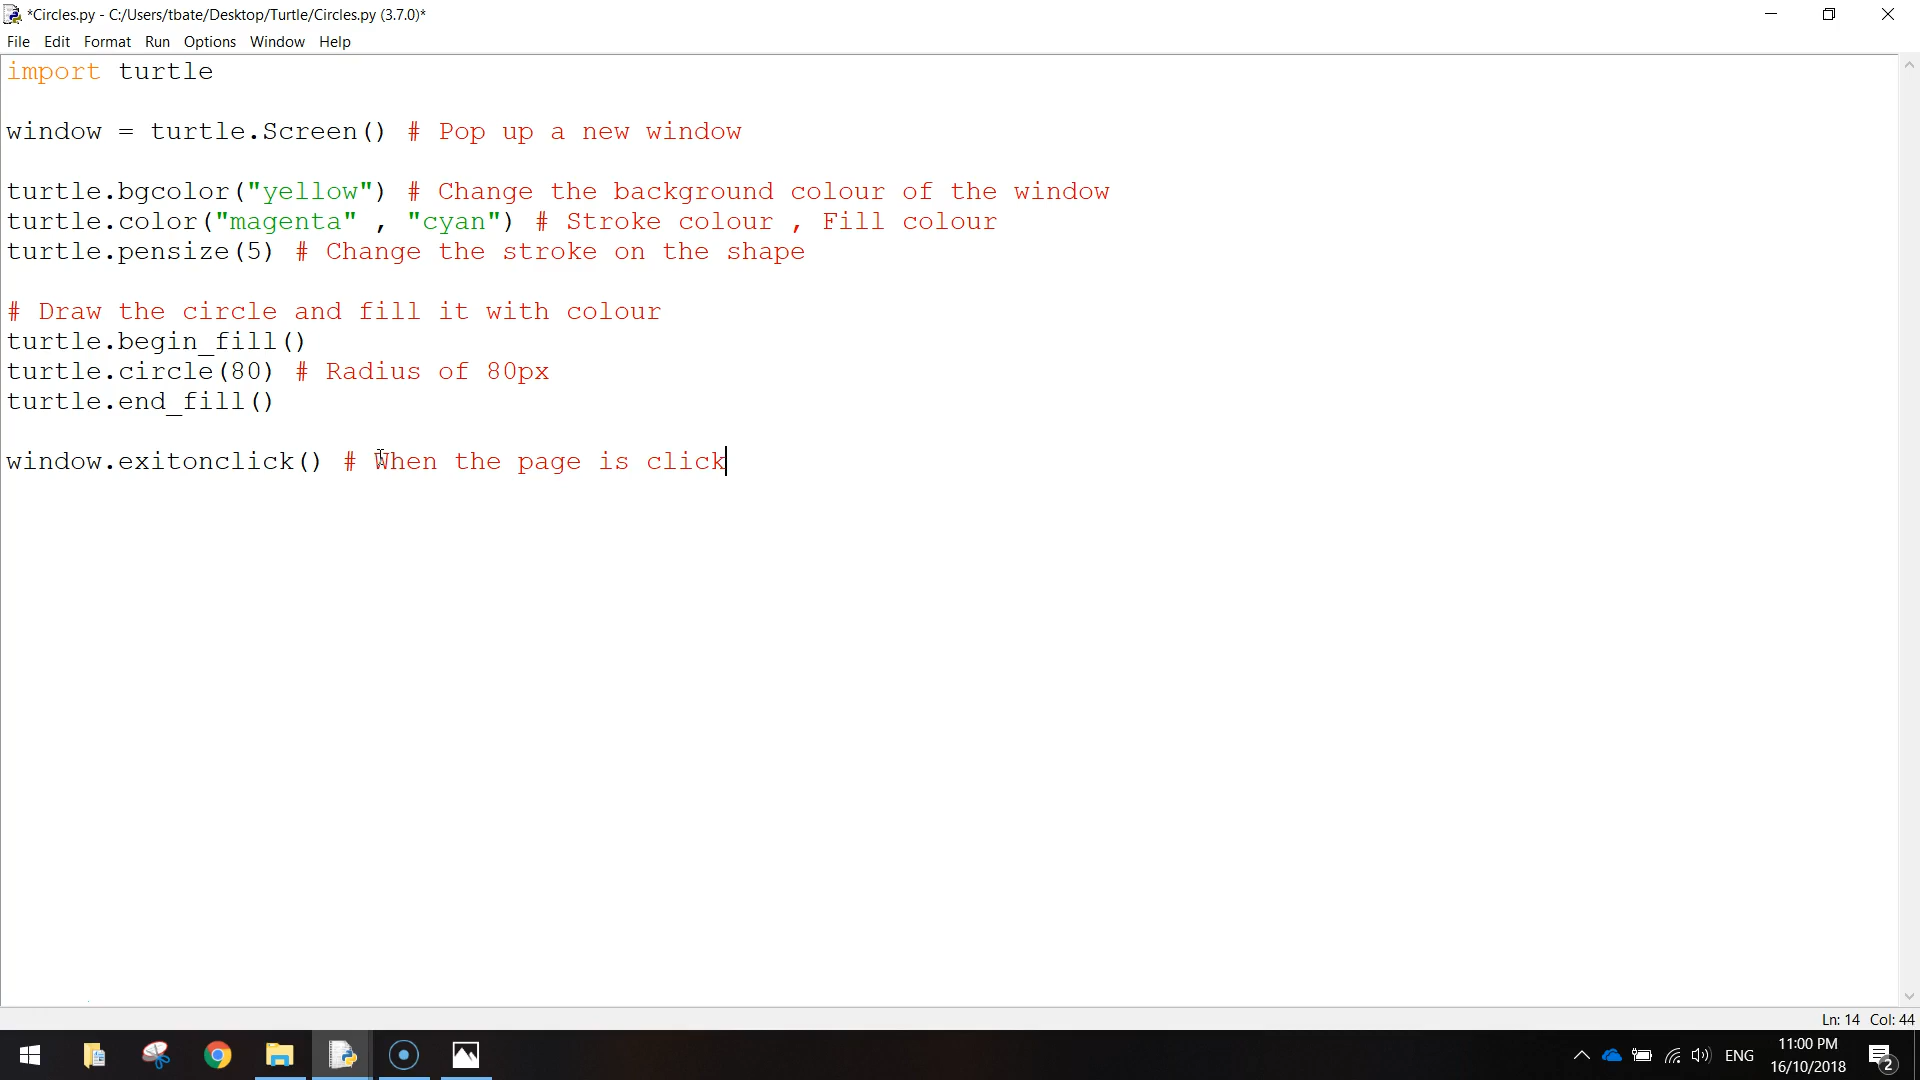 *Circles.py - C:/Users/tbate/Desktop/Turtle/Circles.py (3.7.0)*
File Edit Format Run Options Window Help
import turtle
window = turtle.Screen() # Pop up a new window
turtle.bgcolor("yellow") # Change the background colour of the window
turtle.color("magenta" , "cyan") # Stroke colour , Fill colour
turtle.pensize(5) # Change the stroke on the shape
# Draw the circle and fill it with colour
turtle.begin_fill()
turtle.circle(80) # Radius of 80px
turtle.end_fill()
window.exitonclick() # When the page is click
Ln: 14 Col: 44
ENG
11:00 PM
16/10/2018
2